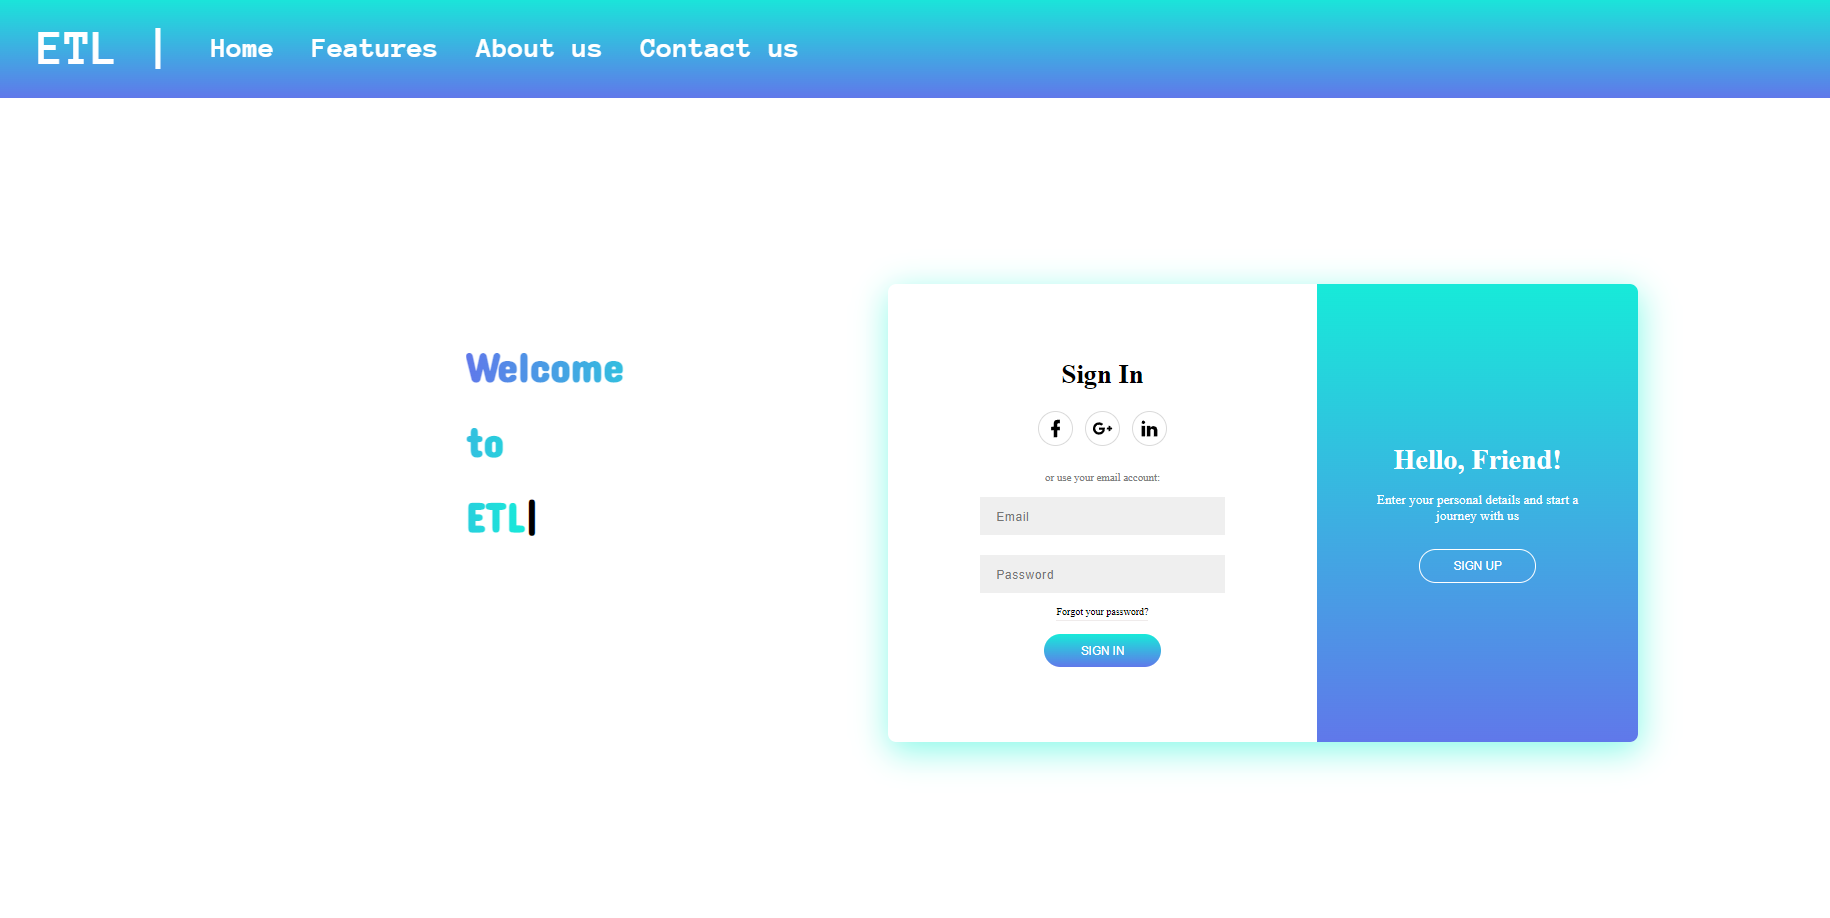 ETL | Home Features About us Contact us
Welcome
to
ETL|
Sign In
or use your email account:
Email
Password
Forgot your password?
SIGN IN
Hello, Friend!
Enter your personal details and start a
journey with us
SIGN UP